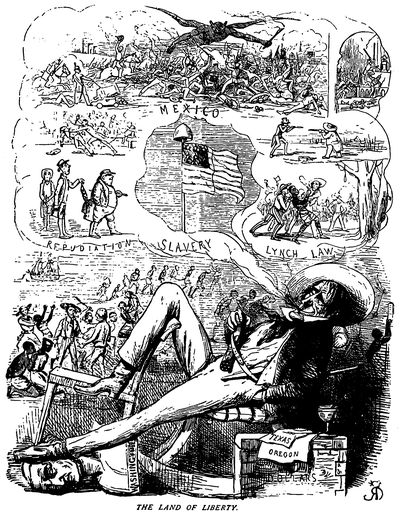 MEXICO
REPUDIATION
SLAVERY
LYNCH LAW
TEXAS
OREGON
DOLLARS
WASHINGTON
THE LAND OF LIBERTY.